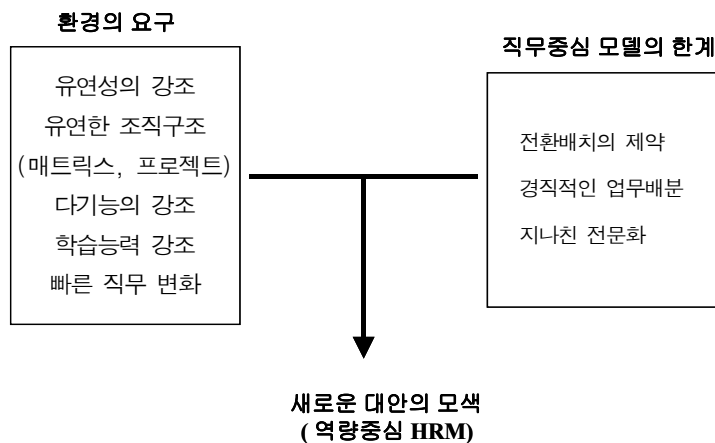 환경의 요구
유연성의 강조
유연한 조직구조
(매트릭스, 프로젝트)
다기능의 강조
학습능력 강조
빠른 직무 변화
직무중심 모델의 한계
전환배치의 제약
경직적인 업무배분
지나친 전문화
새로운 대안의 모색
( 역량중심 HRM)